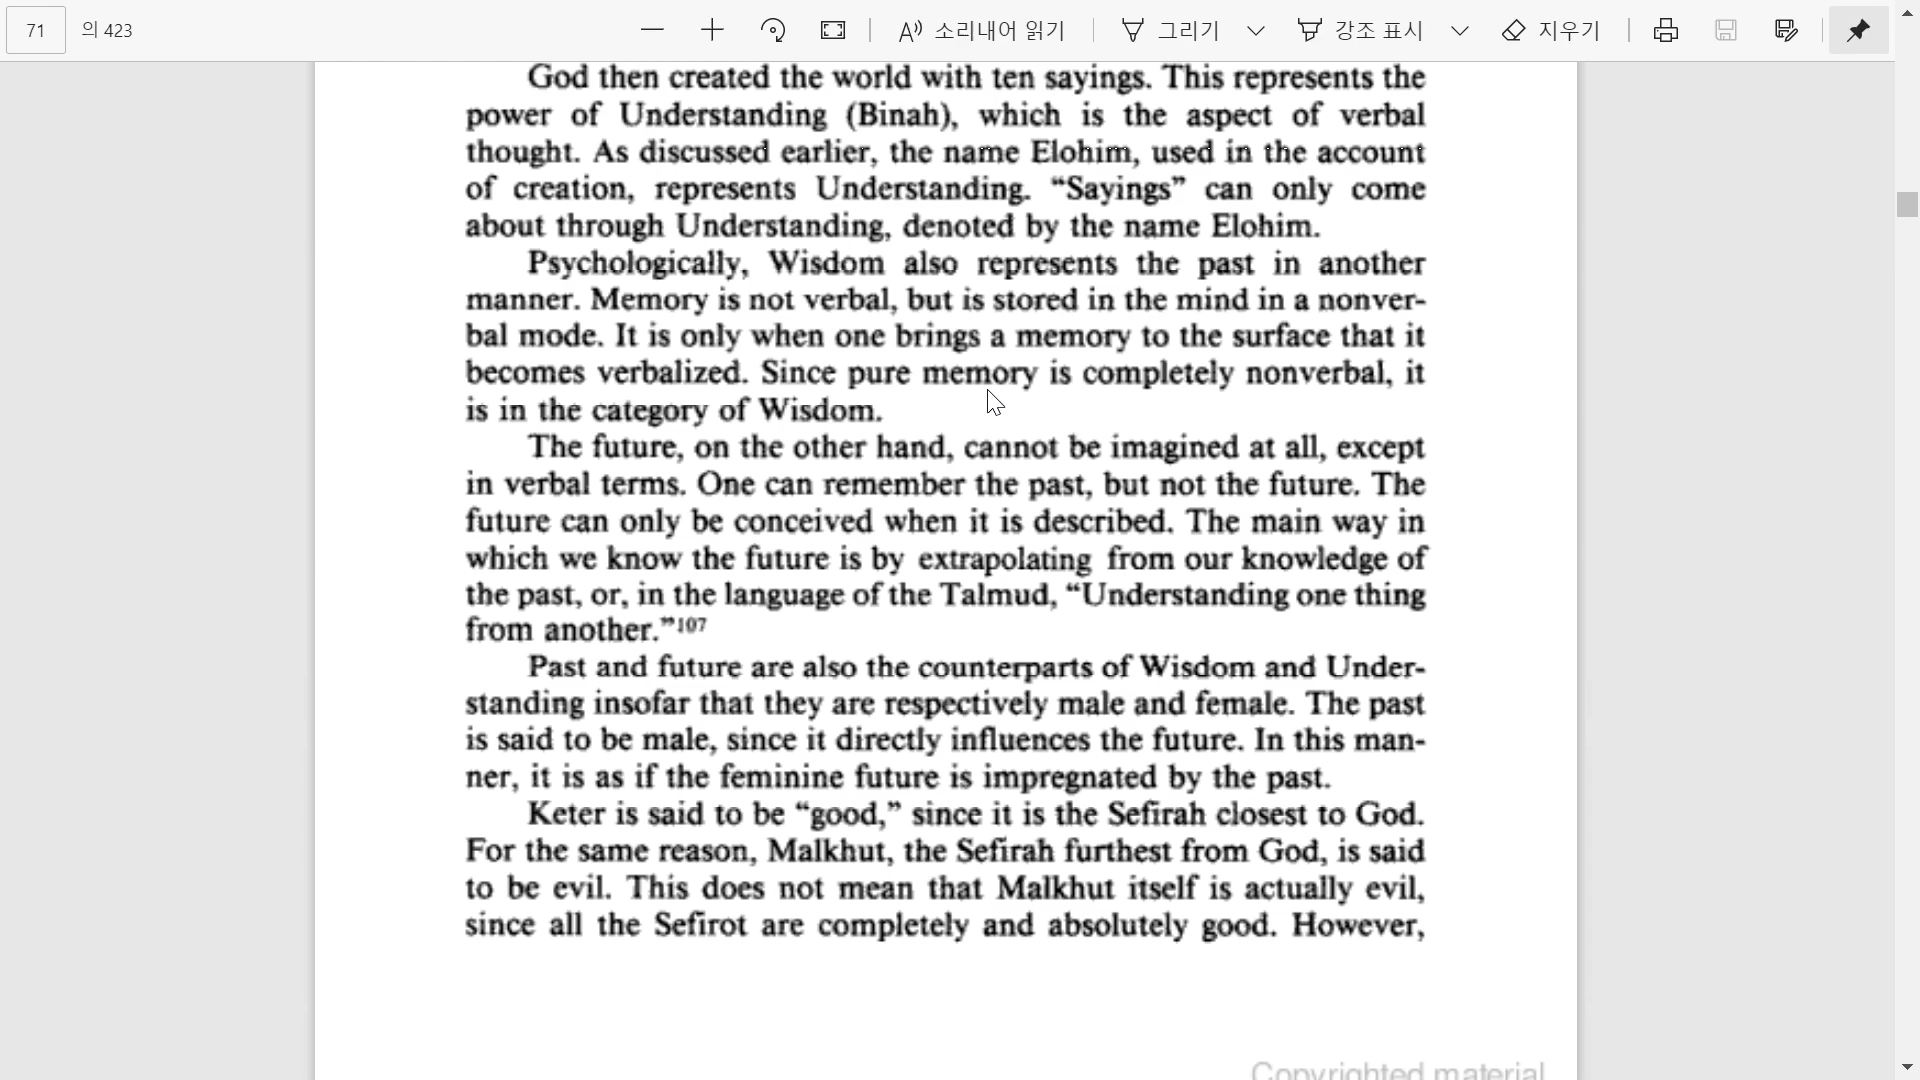 71 의 423 소리내어 읽기 그리기 강조 표시 지우기
God then created the world with ten sayings. This represents the
power of Understanding (Binah), which is the aspect of verbal
thought. As discussed earlier, the name Elohim, used in the account
of creation, represents Understanding. “Sayings” can only come
about through Understanding, denoted by the name Elohim.
Psychologically, Wisdom also represents the past in another
manner. Memory is not verbal, but is stored in the mind in a nonver-
bal mode. It is only when one brings a memory to the surface that it
becomes verbalized. Since pure memory is completely nonverbal, it
is in the category of Wisdom.
The future, on the other hand, cannot be imagined at all, except
in verbal terms. One can remember the past, but not the future. The
future can only be conceived when it is described. The main way in
which we know the future is by extrapolating from our knowledge of
the past, or, in the language of the Talmud, “Understanding one thing
from another.”107
Past and future are also the counterparts of Wisdom and Under-
standing insofar that they are respectively male and female. The past
is said to be male, since it directly influences the future. In this man-
ner, it is as if the feminine future is impregnated by the past.
Keter is said to be “good,” since it is the Sefirah closest to God.
For the same reason, Malkhut, the Sefirah furthest from God, is said
to be evil. This does not mean that Malkhut itself is actually evil,
since all the Sefirot are completely and absolutely good. However,
Copyrighted material